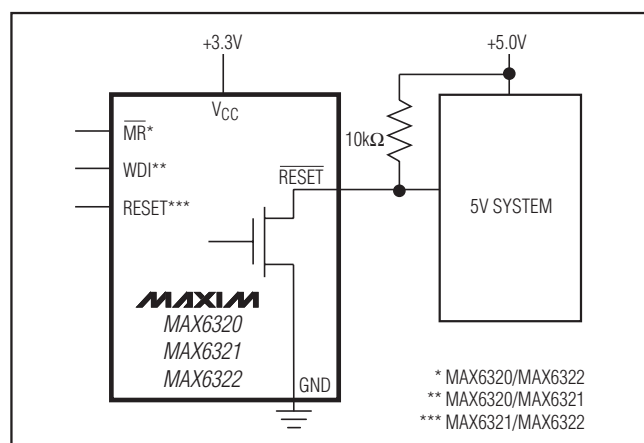 +3.3V
+5.0V
VCC
MR*
10kΩ
WDI**
RESET
RESET***
5V SYSTEM
MAXIM
MAX6320
MAX6321
MAX6322
GND
* MAX6320/MAX6322
** MAX6320/MAX6321
*** MAX6321/MAX6322